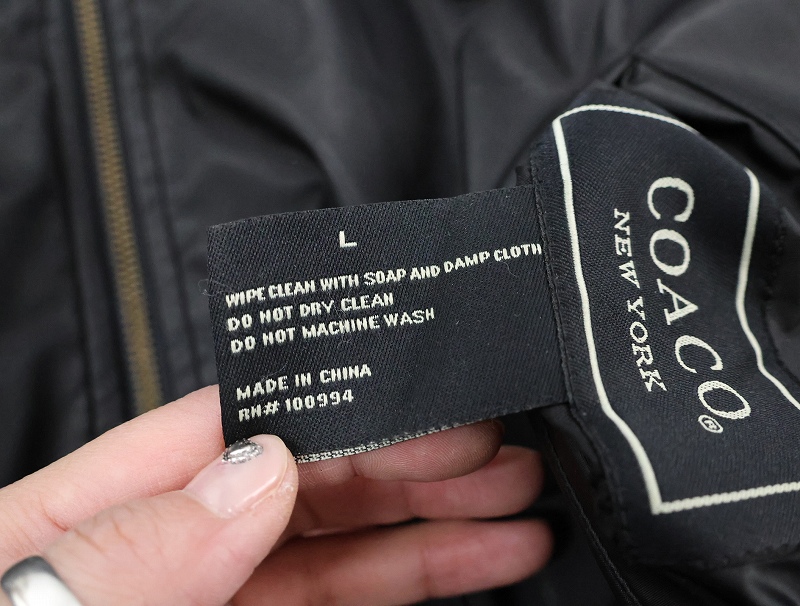 L
WIPE CLEAN WITH SOAP AND DAMP CLOTH
DO NOT DRY CLEAN
DO NOT MACHINE WASH
MADE IN CHINA
RH# 100994
COACO®
NEW YORK